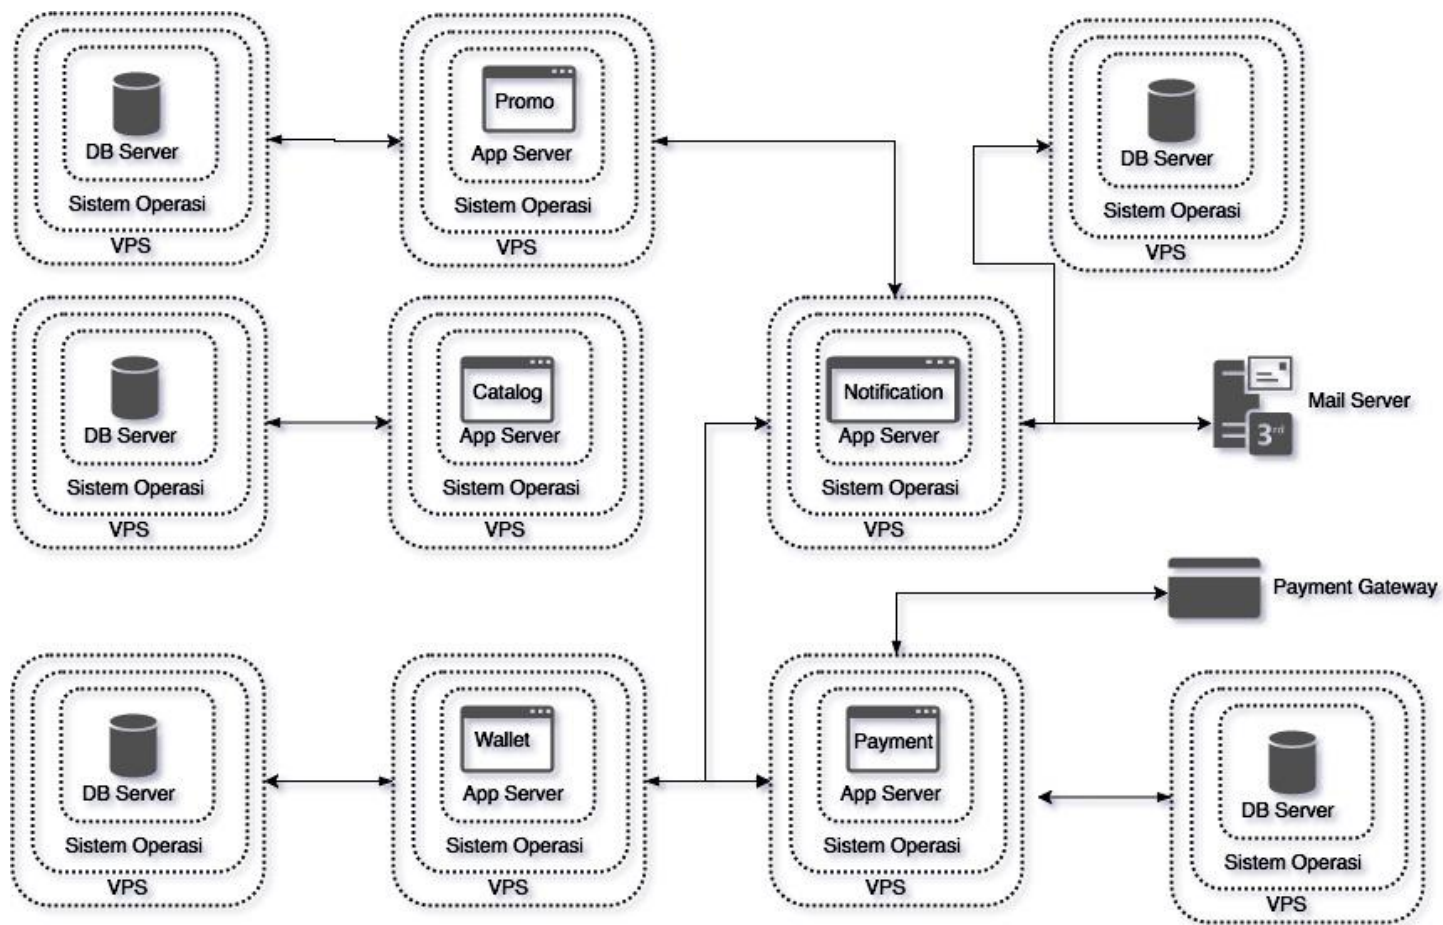 DB Server
Sistem Operasi
VPS
Promo
App Server
Sistem Operasi
VPS
DB Server
Sistem Operasi
VPS
DB Server
Sistem Operasi
VPS
Catalog
App Server
Sistem Operasi
VPS
Notification
App Server
Sistem Operasi
VPS
3rd
Mail Server
Payment Gateway
DB Server
Sistem Operasi
VPS
Wallet
App Server
Sistem Operasi
VPS
Payment
App Server
Sistem Operasi
VPS
DB Server
Sistem Operasi
VPS